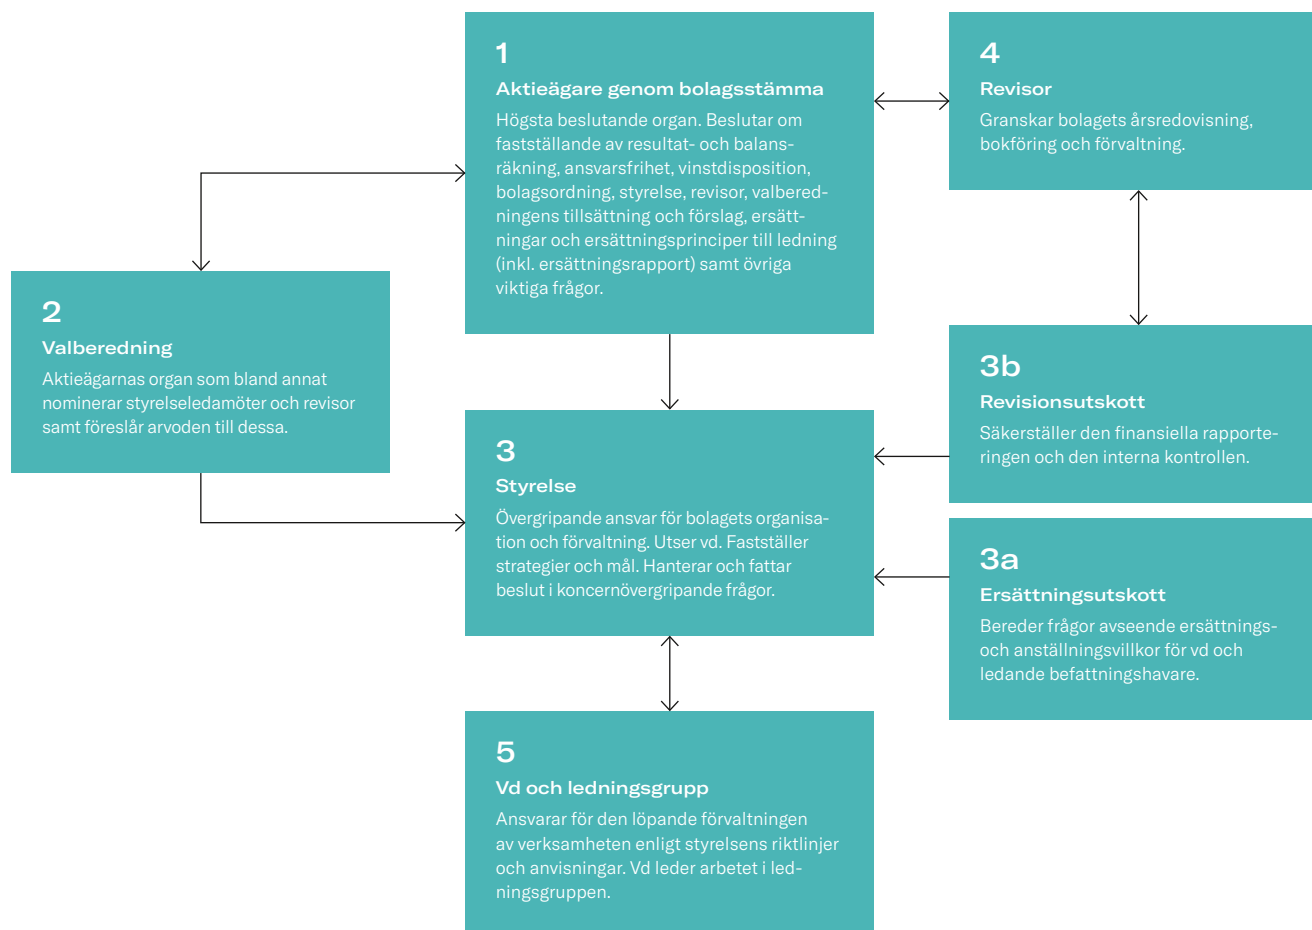 1
Aktieägare genom bolagsstämma
Högsta beslutande organ. Beslutar om
fastställande av resultat- och balans-
räkning, ansvarsfrihet, vinstdisposition,
bolagsordning, styrelse, revisor, valbered-
ningens tillsättning och förslag, ersätt-
ningar och ersättningsprinciper till ledning
(inkl. ersättningsrapport) samt övriga
viktiga frågor.
4
Revisor
Granskar bolagets årsredovisning,
bokföring och förvaltning.
2
Valberedning
Aktieägarnas organ som bland annat
nominerar styrelseledamöter och revisor
samt föreslår arvoden till dessa.
3b
Revisionsutskott
Säkerställer den finansiella rapporte-
ringen och den interna kontrollen.
3
Styrelse
Övergripande ansvar för bolagets organisa-
tion och förvaltning. Utser vd. Fastställer
strategier och mål. Hanterar och fattar
beslut i koncernövergripande frågor.
3a
Ersättningsutskott
Bereder frågor avseende ersättnings-
och anställningsvillkor för vd och
ledande befattningshavare.
5
Vd och ledningsgrupp
Ansvarar för den löpande förvaltningen
av verksamheten enligt styrelsens riktlinjer
och anvisningar. Vd leder arbetet i led-
ningsgruppen.